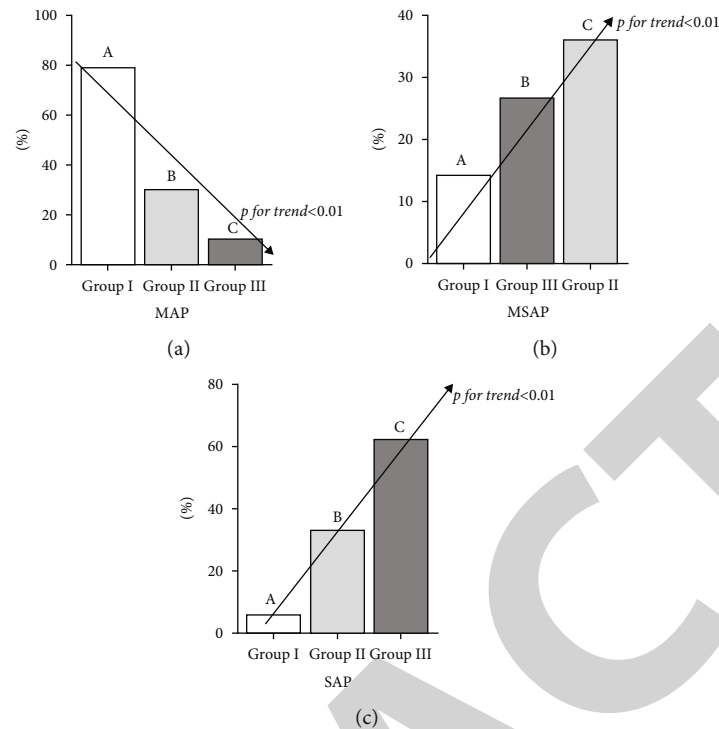 100
80
60
40
20
0
(%)
A
B
C
p for trend<0.01
Group I Group II Group III
MAP
(a)
40
30
20
10
0
(%)
A
B
C
p for trend<0.01
Group I Group III Group II
MSAP
(b)
80
60
40
20
0
(%)
A
B
C
p for trend<0.01
Group I Group II Group III
SAP
(c)